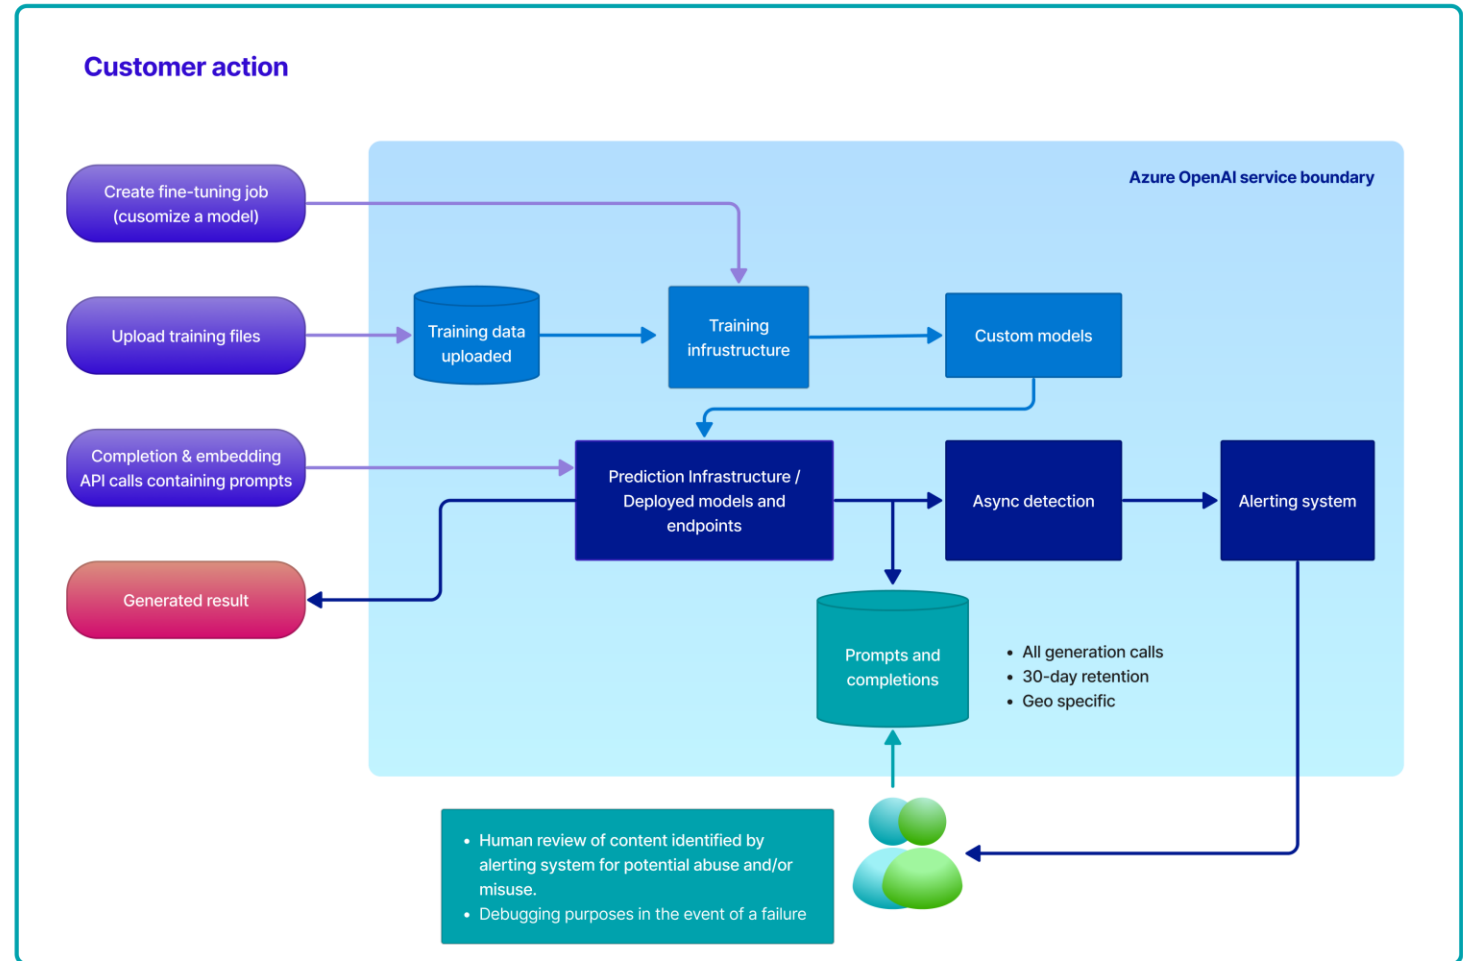 Customer action
Azure OpenAI service boundary
Create fine-tuning job
(cusomize a model)
Upload training files
Training data
uploaded
Training
infrustructure
Custom models
Completion & embedding
API calls containing prompts
Prediction Infrastructure /
Deployed models and
endpoints
Async detection
Alerting system
Generated result
Prompts and
completions
• All generation calls
• 30-day retention
• Geo specific
• Human review of content identified by
alerting system for potential abuse and/or
misuse.
• Debugging purposes in the event of a failure